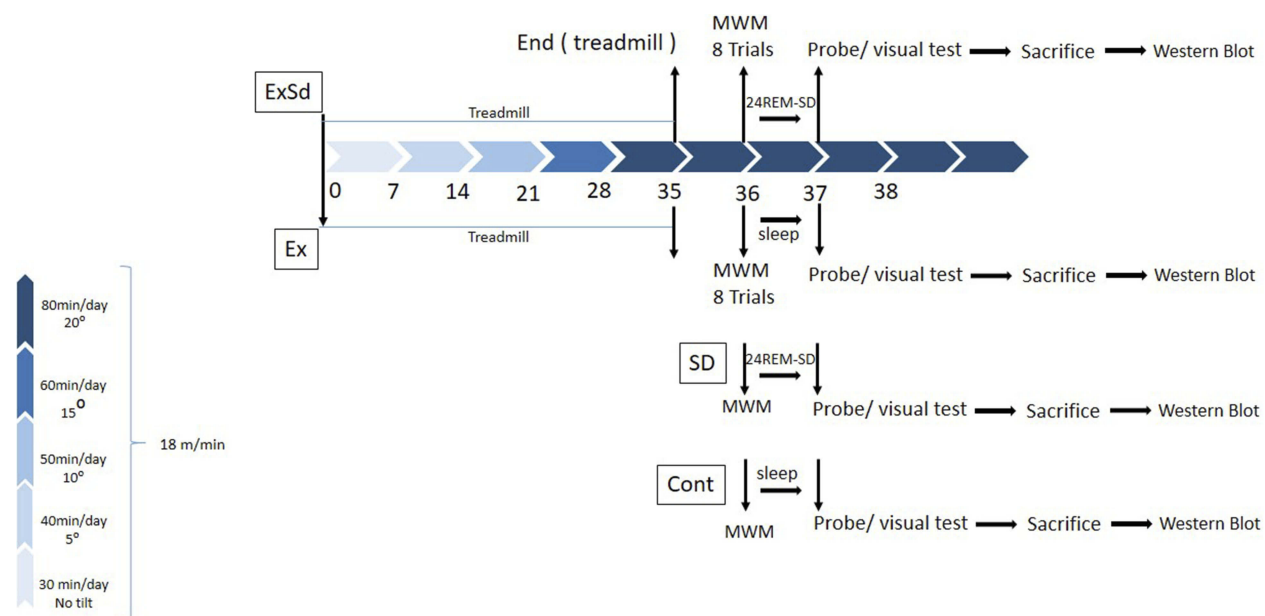 MWM
8 Trials
End ( treadmill )
Probe/ visual test
Sacrifice
Western Blot
ExSd
24REM-SD
Treadmill
0 7 14 21 28 35 36 37 38
Ex
Treadmill
sleep
MWM
8 Trials
Probe/ visual test
Sacrifice
Western Blot
80min/day
20°
60min/day
15°
50min/day
10°
40min/day
5°
30 min/day
No tilt
18 m/min
SD
24REM-SD
MWM
Probe/ visual test
Sacrifice
Western Blot
Cont
sleep
MWM
Probe/ visual test
Sacrifice
Western Blot